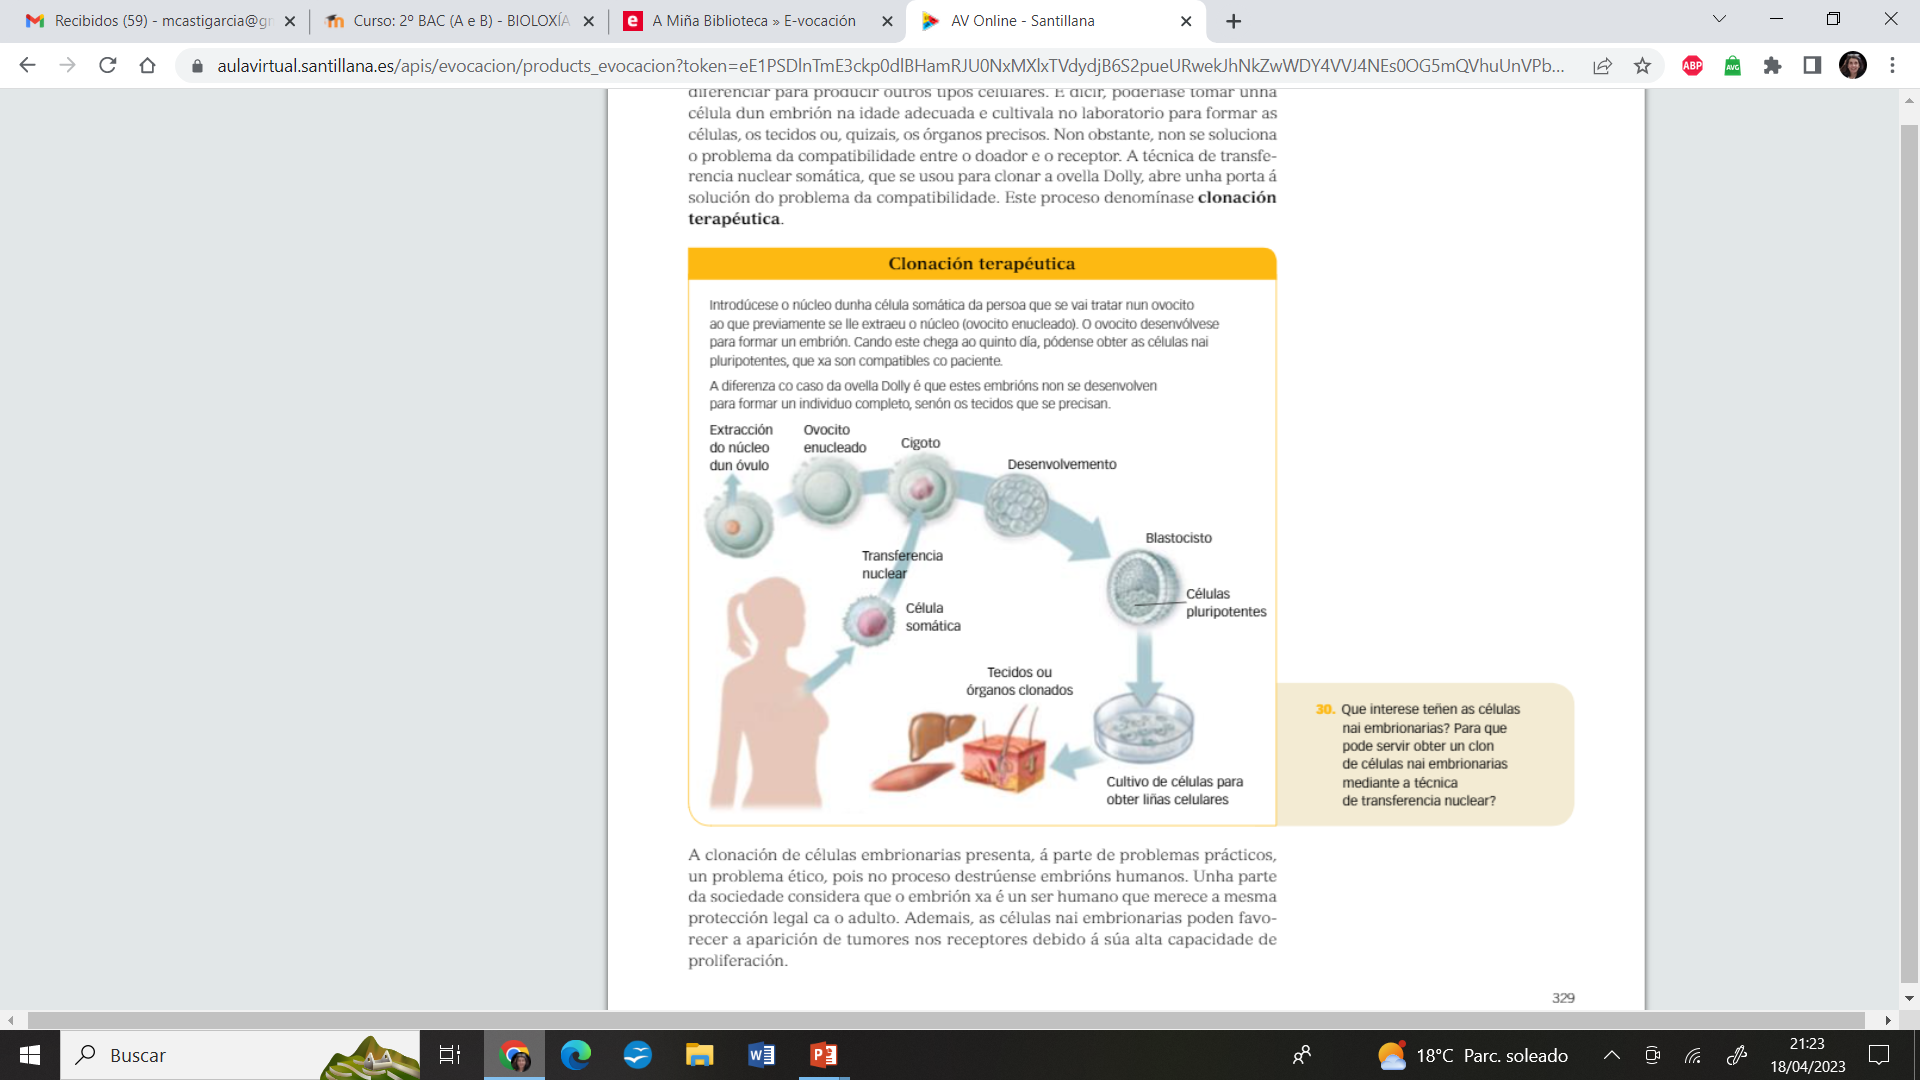 Recibidos (59) - mcastigarcia@gm
Curso: 2º BAC (A e B) - BIOLOXÍA
A Miña Biblioteca » E-vocación
AV Online - Santillana
aulavirtual.santillana.es/apis/evocacion/products_evocacion?token=
diferenciar para producir outros tipos celulares. É dicir, poderíase tomar unha
célula dun embrión na idade adecuada e cultivala no laboratorio para formar as
células, os tecidos ou, quizais, os órganos precisos. Non obstante, non se soluciona
o problema da compatibilidade entre o doador e o receptor. A técnica de transfe-
rencia nuclear somática, que se usou para clonar a ovella Dolly, abre unha porta á
solución do problema da compatibilidade. Este proceso denomínase clonación
terapéutica.
Clonación terapéutica
Introdúcese o núcleo dunha célula somática da persoa que se vai tratar nun ovocito
ao que previamente se lle extraeu o núcleo (ovocito enucleado). O ovocito desenvólvese
para formar un embrión. Cando este chega ao quinto día, pódense obter as células nai
pluripotentes, que xa son compatibles co paciente.
A diferenza co caso da ovella Dolly é que estes embrións non se desenvolven
para formar un individuo completo, senón os tecidos que se precisan.
Extracción
do núcleo
dun óvulo
Ovocito
enucleado
Cigoto
Desenvolvemento
Blastocisto
Transferencia
nuclear
Células
pluripotentes
Célula
somática
Tecidos ou
órganos clonados
Cultivo de células para
obter liñas celulares
30. Que interese teñen as células
nai embrionarias? Para que
pode servir obter un clon
de células nai embrionarias
mediante a técnica
de transferencia nuclear?
A clonación de células embrionarias presenta, á parte de problemas prácticos,
un problema ético, pois no proceso destrúense embrións humanos. Unha parte
da sociedade considera que o embrión xa é un ser humano que merece a mesma
protección legal ca o adulto. Ademais, as células nai embrionarias poden favo-
recer a aparición de tumores nos receptores debido á súa alta capacidade de
proliferación.
329
Buscar
18°C Parc. soleado
21:23
18/04/2023